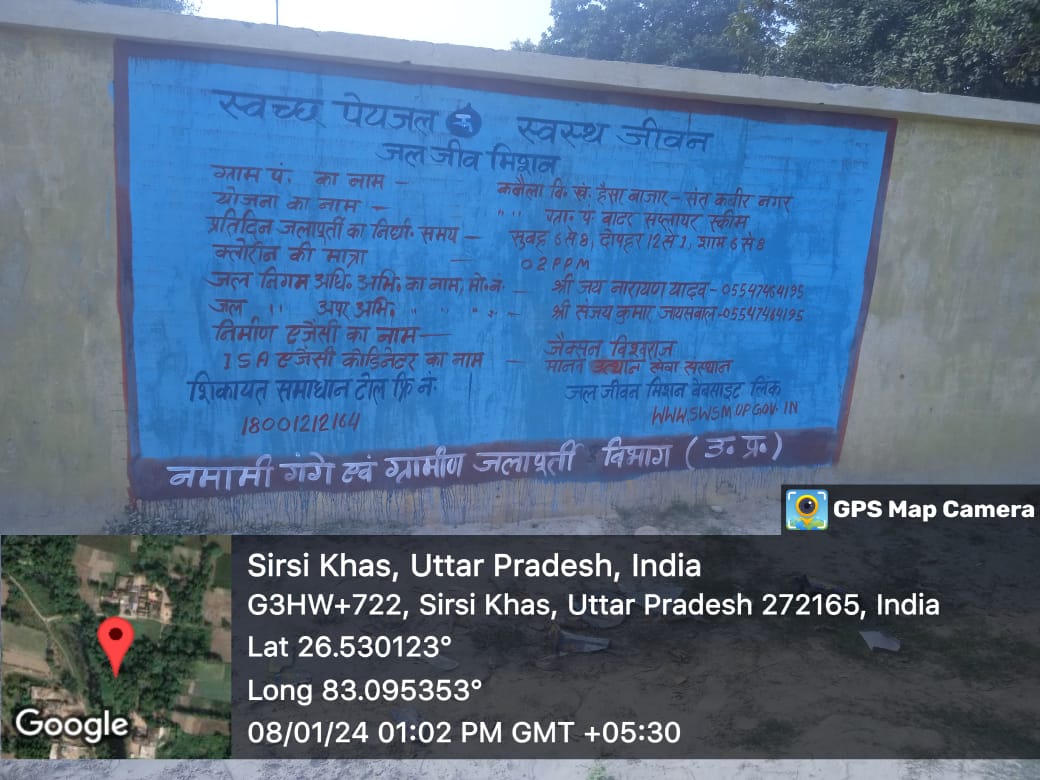 स्वच्छ पेयजल स्वस्थ जीवन
जल जीव मिशन
ग्राम पं. का नाम - कबैला वि. खं. हैसा बाजार - संत कबीर नगर
योजना का नाम - " " ग्रा. पं. वाटर सप्लायर स्कीम
प्रतिदिन जलापूर्ती का निर्धा. समय - सुबह 6 से 8, दोपहर 12 से 1, शाम 6 से 8
क्लोरीन की मात्रा - 02 PPM
जल निगम अधि. अभि. का नाम, मो. न. - श्री जय नारायण यादव - 05547464195
जल " अपर अभि. " " " " - श्री संजय कुमार जायसवाल - 05547464195
निर्माण एजेंसी का नाम - जैक्सन विश्वराज
ISA एजेंसी कोर्डिनेटर का नाम - मानव उत्थान सेवा संस्थान
शिकायत समाधान टोल फ्री नं. जल जीवन मिशन वेबसाइट लिंक
18001212164 WWW.SWSM.UP.GOV.IN
नमामी गंगे एवं ग्रामीण जलापूर्ती विभाग (उ. प्र.)
GPS Map Camera
Sirsi Khas, Uttar Pradesh, India
G3HW+722, Sirsi Khas, Uttar Pradesh 272165, India
Lat 26.530123°
Long 83.095353°
08/01/24 01:02 PM GMT +05:30
Google